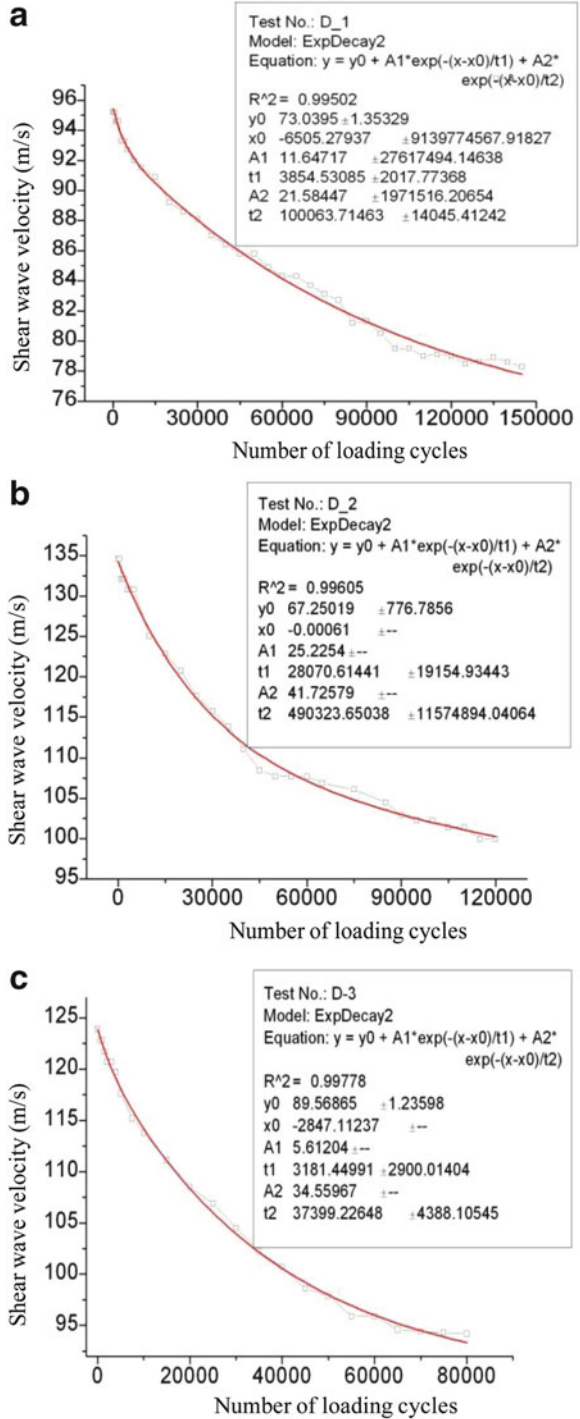 a
Test No.: D_1
Model: ExpDecay2
Equation: y = y0 + A1*exp(-(x-x0)/t1) + A2*
exp(-(x-x0)/t2)
R^2 = 0.99502
y0 73.0395 ±1.35329
x0 -6505.27937 ±9139774567.91827
A1 11.64717 ±27617494.14638
t1 3854.53085 ±2017.77368
A2 21.58447 ±1971516.20654
t2 100063.71463 ±14045.41242
Shear wave velocity (m/s)
96
94
92
90
88
86
84
82
80
78
76
0 30000 60000 90000 120000 150000
Number of loading cycles
b
Test No.: D_2
Model: ExpDecay2
Equation: y = y0 + A1*exp(-(x-x0)/t1) + A2*
exp(-(x-x0)/t2)
R^2 = 0.99605
y0 67.25019 ±776.7856
x0 -0.00061 ±--
A1 25.2254 ±--
t1 28070.61441 ±19154.93443
A2 41.72579 ±--
t2 490323.65038 ±11574894.04064
Shear wave velocity (m/s)
135
130
125
120
115
110
105
100
95
0 30000 60000 90000 120000
Number of loading cycles
c
Test No.: D-3
Model: ExpDecay2
Equation: y = y0 + A1*exp(-(x-x0)/t1) + A2*
exp(-(x-x0)/t2)
R^2 = 0.99778
y0 89.56865 ±1.23598
x0 -2847.11237 ±--
A1 5.61204 ±--
t1 3181.44991 ±2900.01404
A2 34.55967 ±--
t2 37399.22648 ±4388.10545
Shear wave velocity (m/s)
125
120
115
110
105
100
95
0 20000 40000 60000 80000
Number of loading cycles